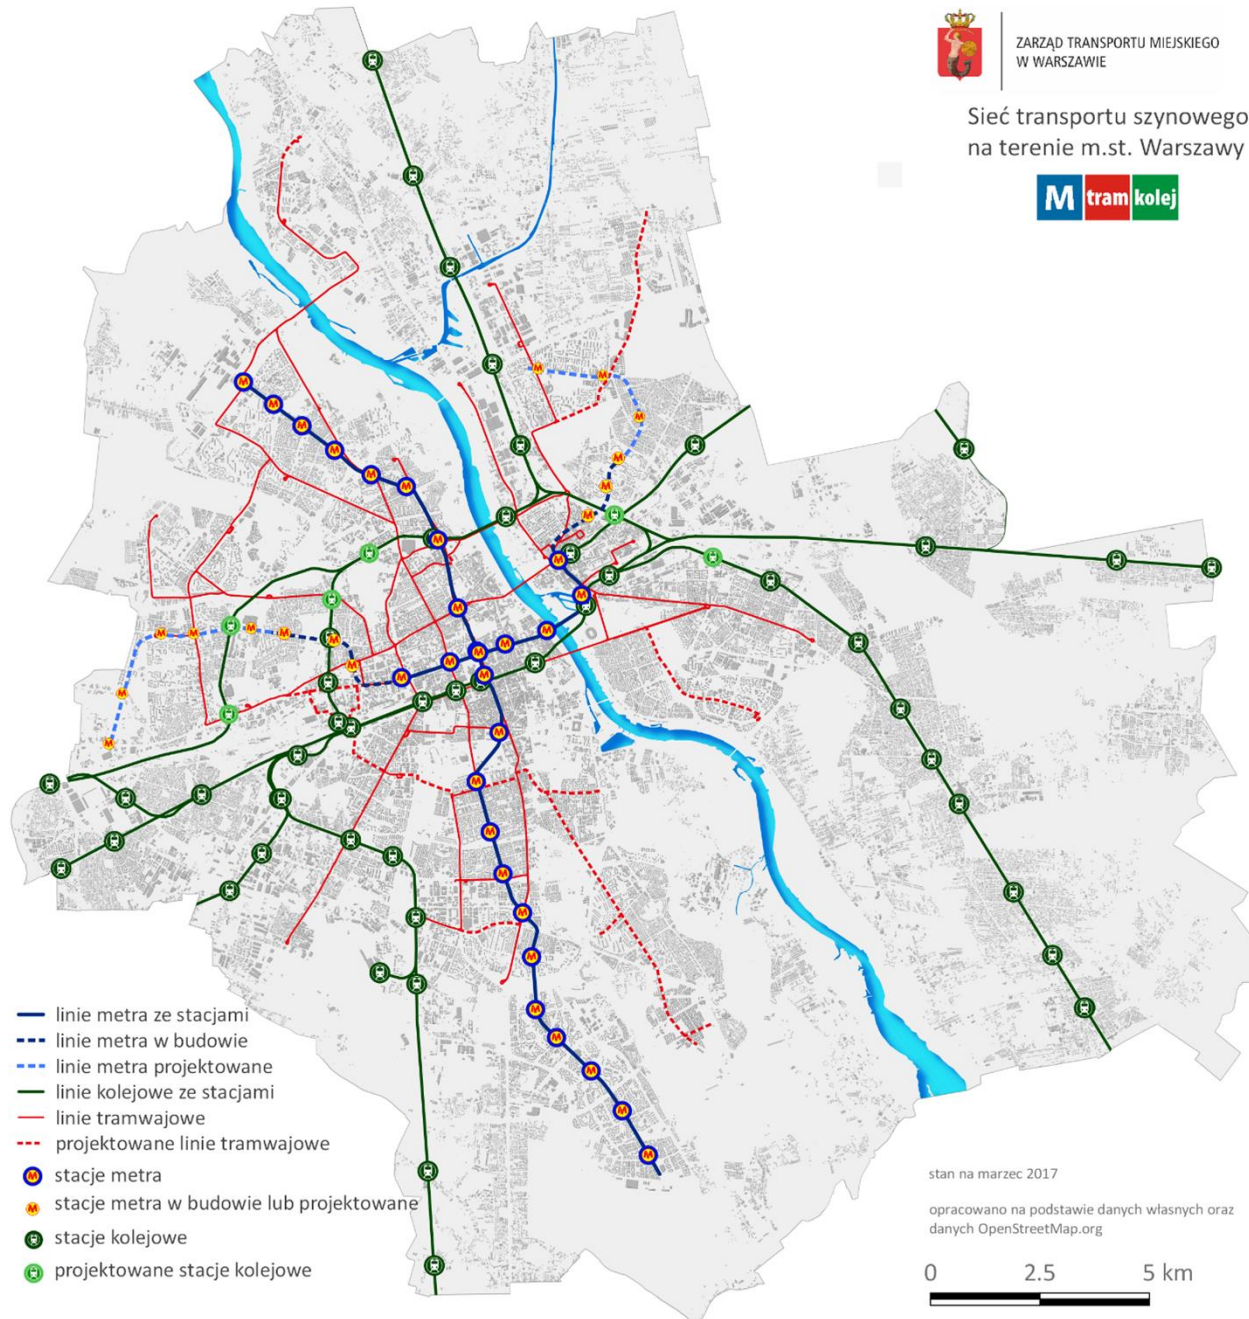 ZARZĄD TRANSPORTU MIEJSKIEGO
W WARSZAWIE
Sieć transportu szynowego
na terenie m.st. Warszawy
M tram kolej
linie metra ze stacjami
linie metra w budowie
linie metra projektowane
linie kolejowe ze stacjami
linie tramwajowe
projektowane linie tramwajowe
stacje metra
stacje metra w budowie lub projektowane
stacje kolejowe
projektowane stacje kolejowe
stan na marzec 2017
opracowano na podstawie danych własnych oraz
danych OpenStreetMap.org
0 2.5 5 km